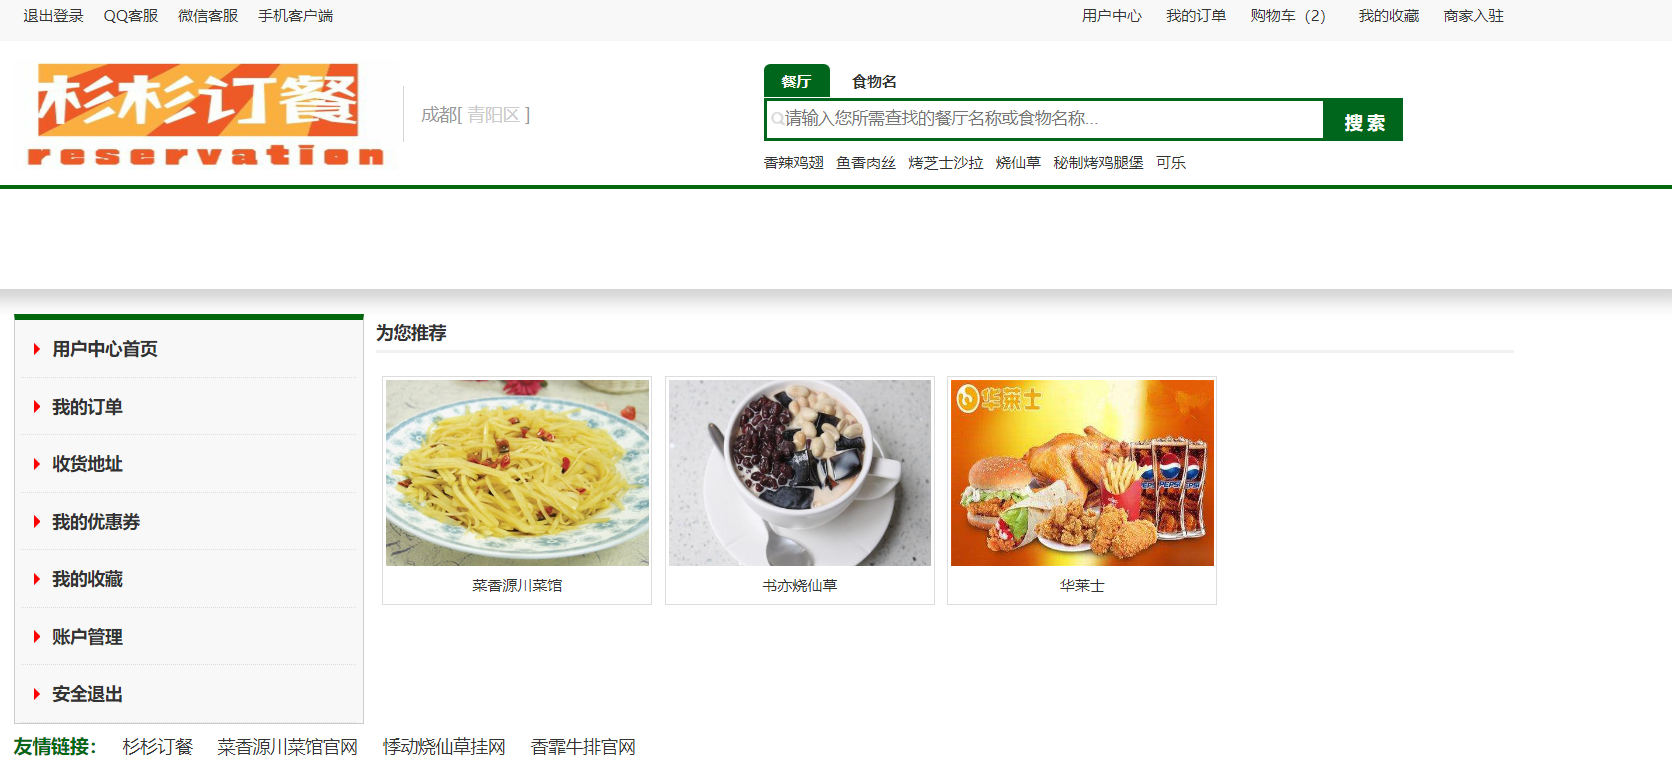 退出登录 QQ客服 微信客服 手机客户端 用户中心 我的订单 购物车（2） 我的收藏 商家入驻
杉杉订餐
reservation
成都[ 青阳区 ]
餐厅 食物名
请输入您所需查找的餐厅名称或食物名称...
搜 索
香辣鸡翅 鱼香肉丝 烤芝士沙拉 烧仙草 秘制烤鸡腿堡 可乐
用户中心首页
我的订单
收货地址
我的优惠券
我的收藏
账户管理
安全退出
为您推荐
华莱士
PEPSI PEPSI PEPSI
菜香源川菜馆 书亦烧仙草 华莱士
友情链接： 杉杉订餐 菜香源川菜馆官网 悸动烧仙草挂网 香霏牛排官网